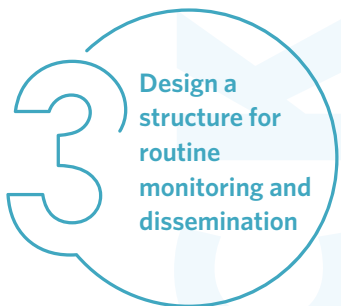 3
Design a
structure for
routine
monitoring and
dissemination